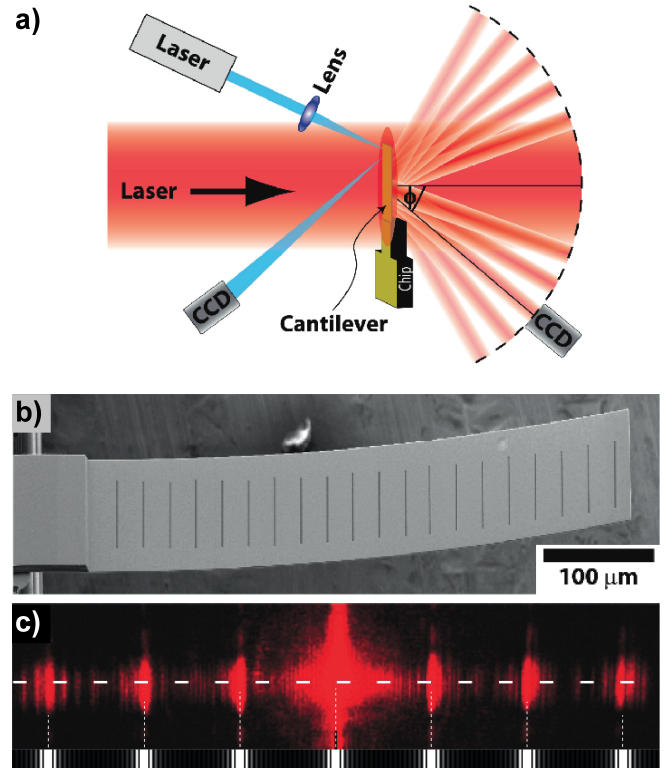 a)
Laser
Lens
Laser
ϕ
CCD
Chip
Cantilever
CCD
b)
100 μm
c)